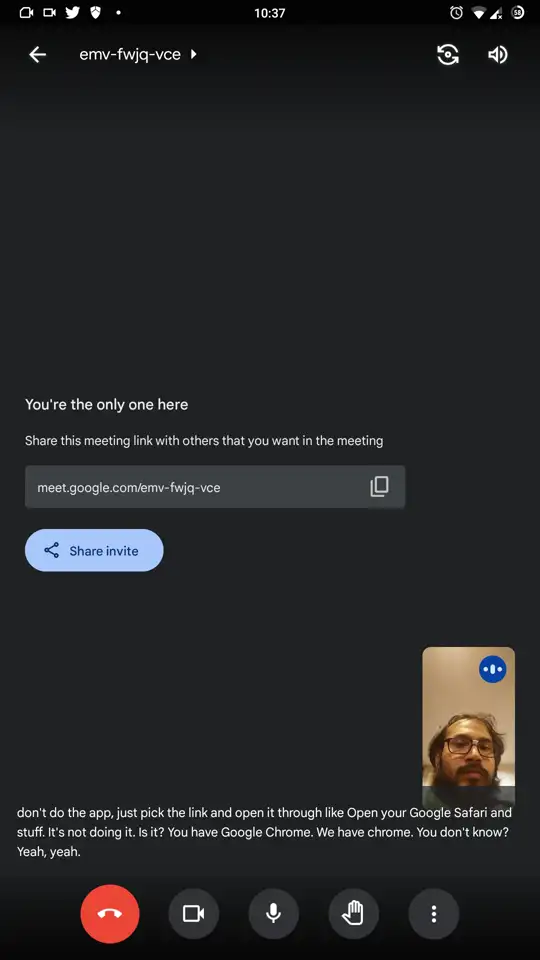 10:37
58
emv-fwjq-vce
You're the only one here
Share this meeting link with others that you want in the meeting
meet.google.com/emv-fwjq-vce
Share invite
don't do the app, just pick the link and open it through like Open your Google Safari and
stuff. It's not doing it. Is it? You have Google Chrome. We have chrome. You don't know?
Yeah, yeah.